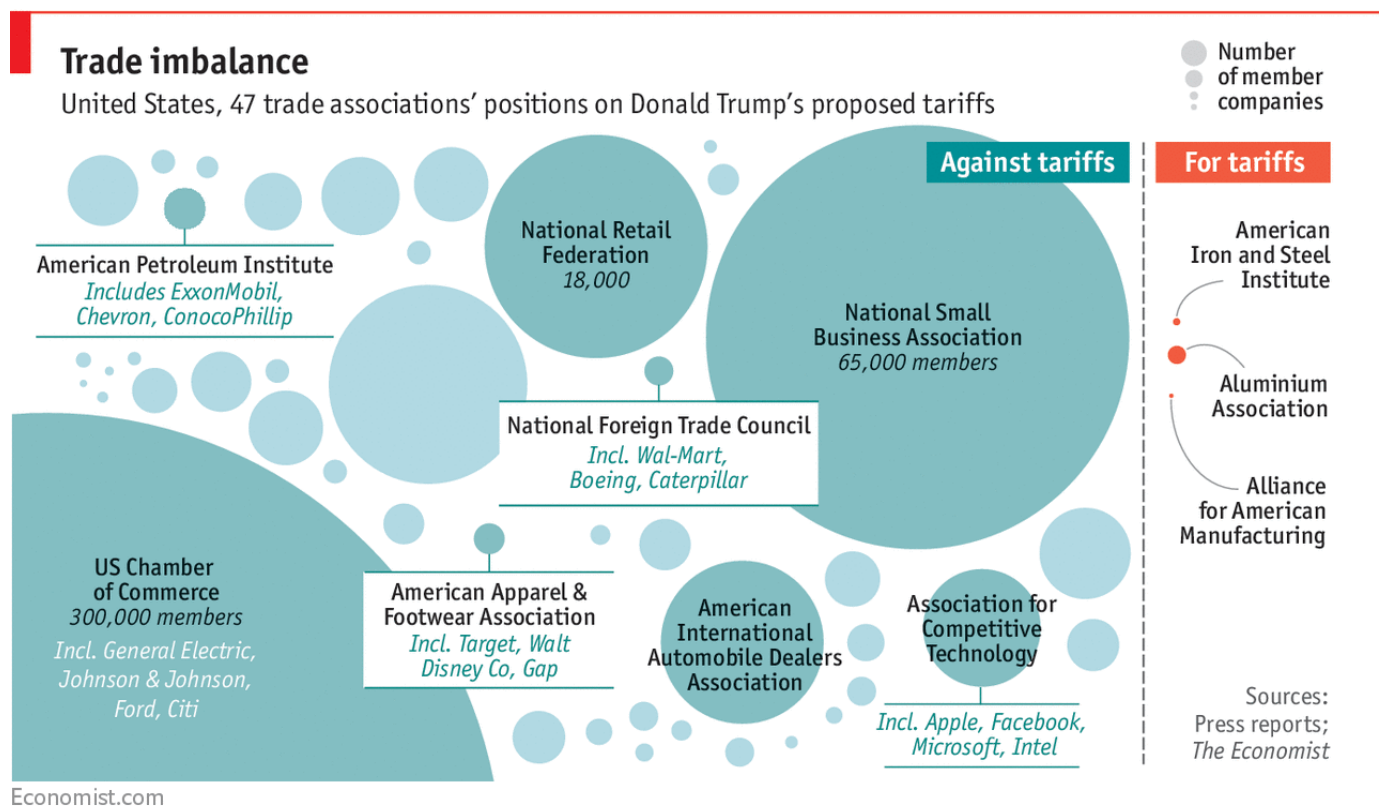 Trade imbalance
United States, 47 trade associations’ positions on Donald Trump’s proposed tariffs
Number
of member
companies
Against tariffs
For tariffs
American Petroleum Institute
Includes ExxonMobil,
Chevron, ConocoPhillip
National Retail
Federation
18,000
National Small
Business Association
65,000 members
National Foreign Trade Council
Incl. Wal-Mart,
Boeing, Caterpillar
US Chamber
of Commerce
300,000 members
Incl. General Electric,
Johnson & Johnson,
Ford, Citi
American Apparel &
Footwear Association
Incl. Target, Walt
Disney Co, Gap
American
International
Automobile Dealers
Association
Association for
Competitive
Technology
Incl. Apple, Facebook,
Microsoft, Intel
American
Iron and Steel
Institute
Aluminium
Association
Alliance
for American
Manufacturing
Sources:
Press reports;
The Economist
Economist.com